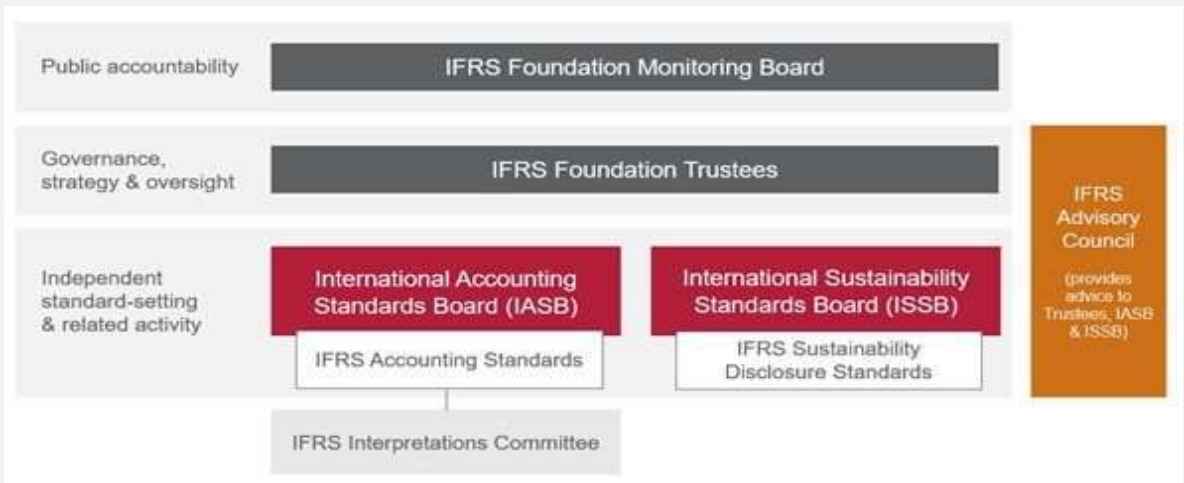 Public accountability
IFRS Foundation Monitoring Board
Governance,
strategy & oversight
IFRS Foundation Trustees
Independent
standard-setting
& related activity
International Accounting
Standards Board (IASB)
IFRS Accounting Standards
International Sustainability
Standards Board (ISSB)
IFRS Sustainability
Disclosure Standards
IFRS Interpretations Committee
IFRS
Advisory
Council
(provides
advice to
Trustees, IASB
& ISSB)